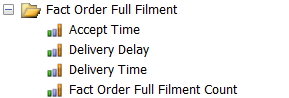 Fact Order Full Filment
Accept Time
Delivery Delay
Delivery Time
Fact Order Full Filment Count